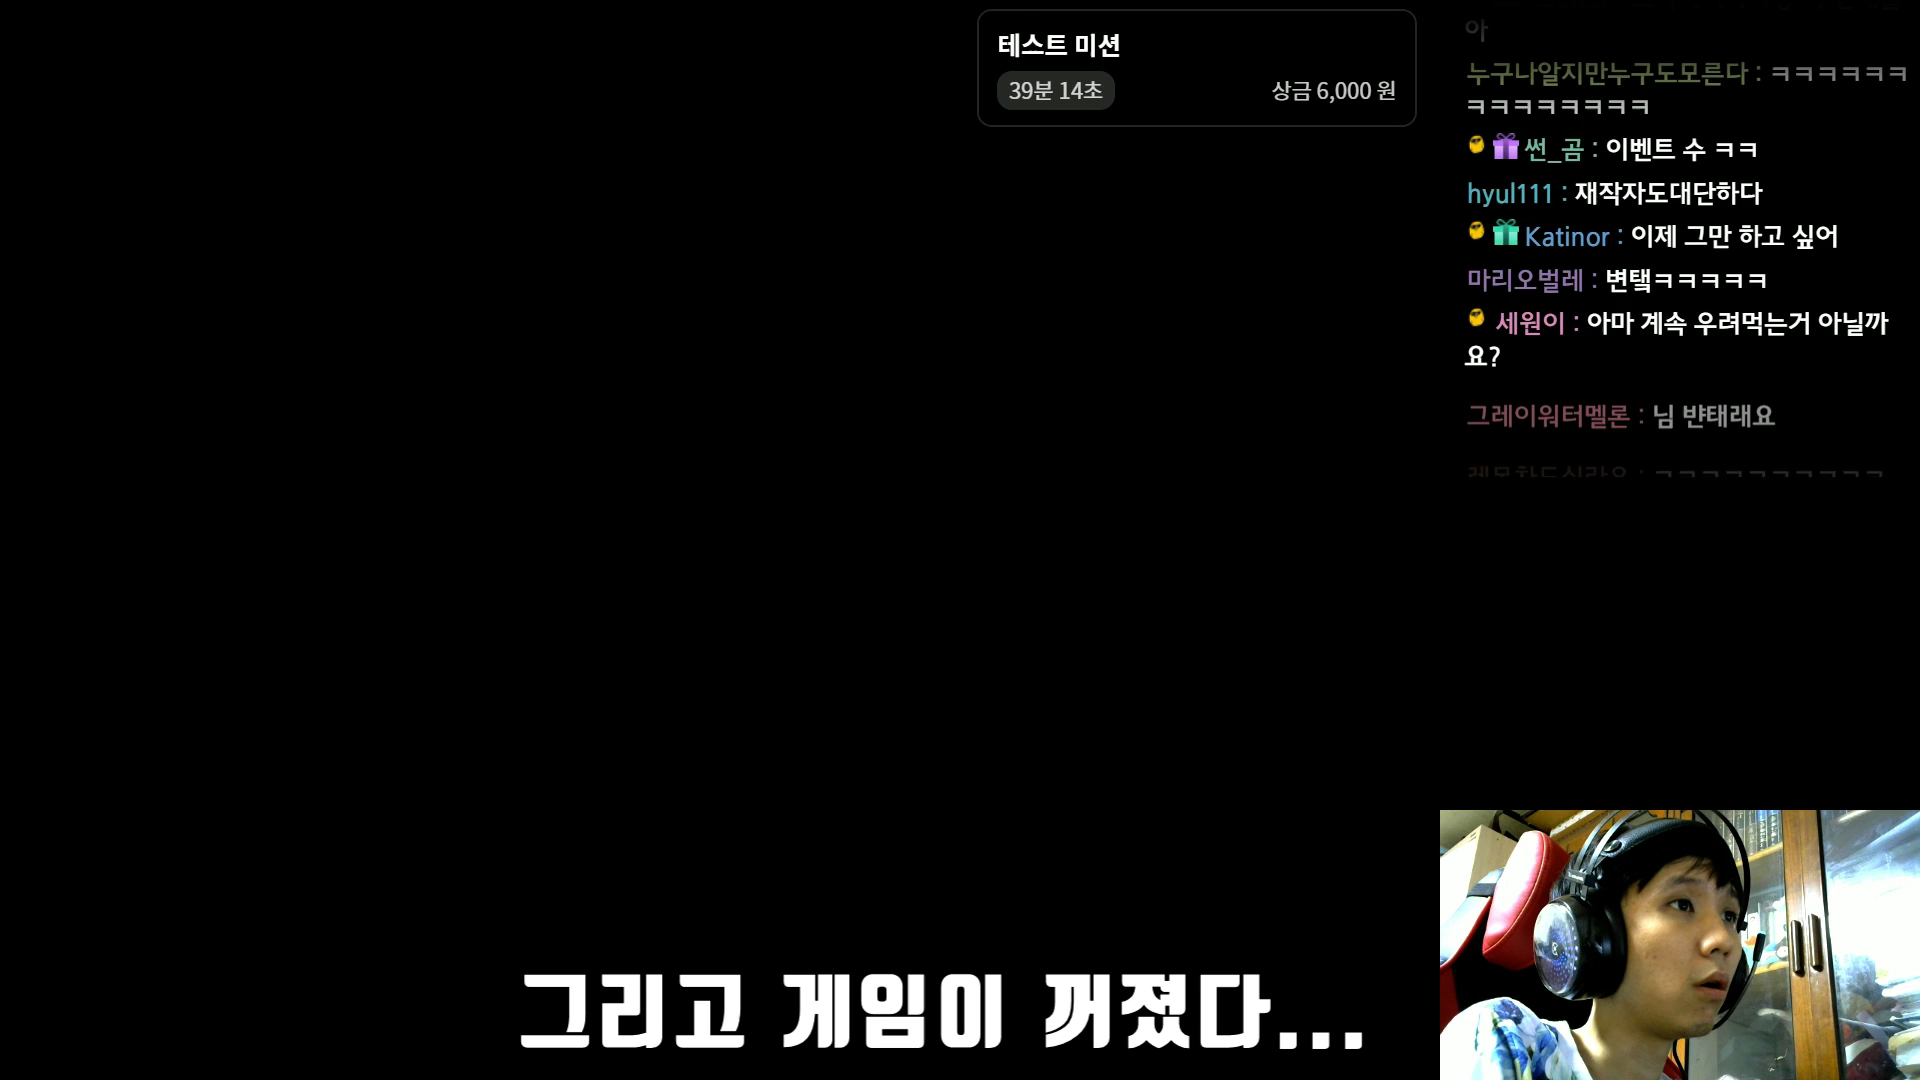 테스트 미션
39분 14초
상금 6,000 원
아
누구나알지만누구도모른다 : ㅋㅋㅋㅋㅋㅋ
ㅋㅋㅋㅋㅋㅋㅋㅋ
썬_곰 : 이벤트 수 ㅋㅋ
hyul111 : 재작자도대단하다
Katinor : 이제 그만 하고 싶어
마리오벌레 : 변탴ㅋㅋㅋㅋㅋ
세원이 : 아마 계속 우려먹는거 아닐까
요?
그레이워터멜론 : 님 뱐태래요
그리고 게임이 꺼졌다...